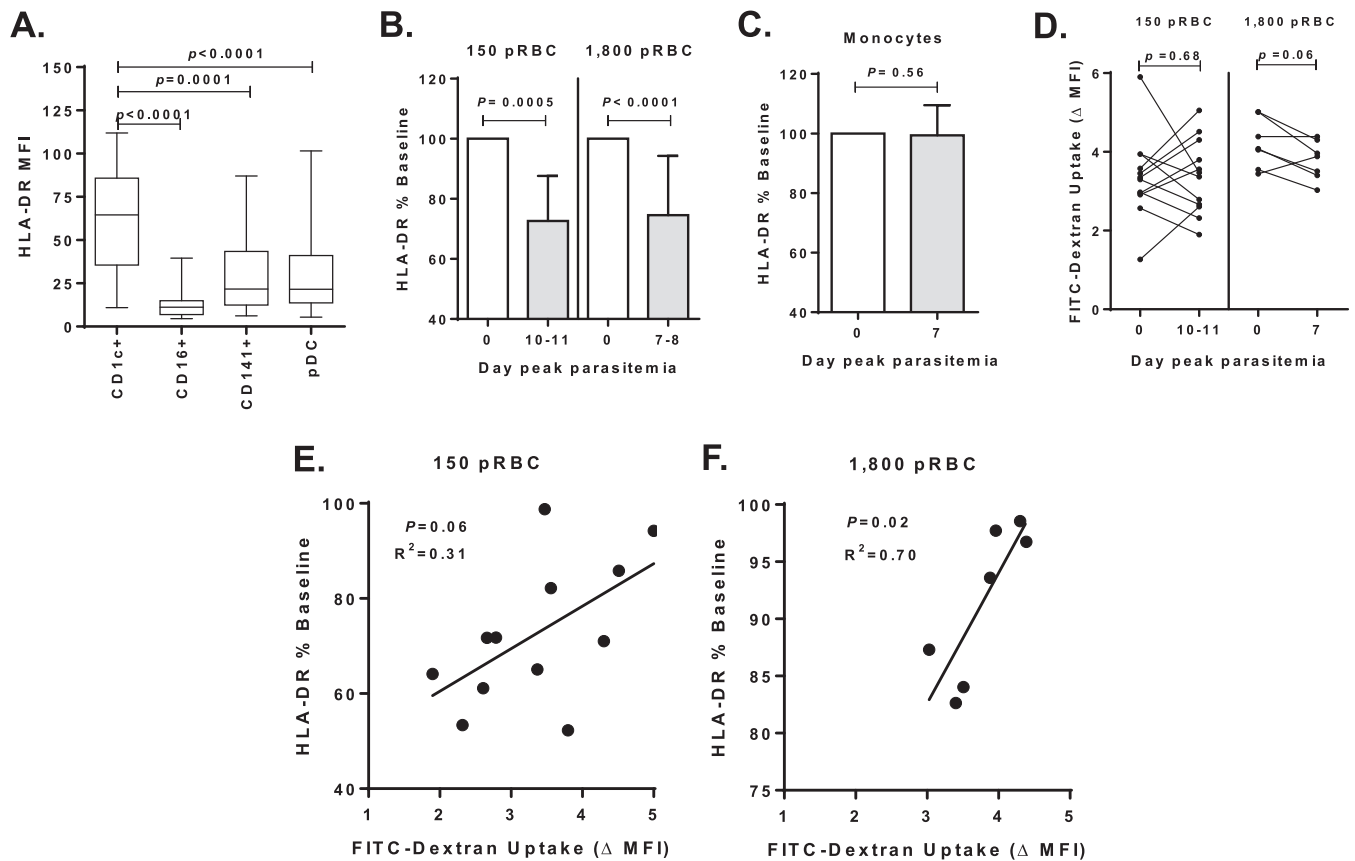 A.
p<0.0001
p=0.0001
p<0.0001
HLA-DR MFI
150
125
100
75
50
25
0
CD1c+
CD16+
CD141+
pDC
B.
150 pRBC
1,800 pRBC
P= 0.0005
P< 0.0001
HLA-DR % Baseline
120
100
80
60
40
0
10-11
0
7-8
Day peak parasitemia
C.
Monocytes
P= 0.56
HLA-DR % Baseline
120
100
80
60
40
0
7
Day peak parasitemia
D.
150 pRBC
1,800 pRBC
p =0.68
p =0.06
FITC-Dextran Uptake (Δ MFI)
6
4
2
0
0
10-11
0
7
Day peak parasitemia
E.
150 pRBC
P=0.06
R²=0.31
HLA-DR % Baseline
100
80
60
40
1
2
3
4
5
FITC-Dextran Uptake (Δ MFI)
F.
1,800 pRBC
P=0.02
R²=0.70
HLA-DR % Baseline
100
95
90
85
80
75
1
2
3
4
5
FITC-Dextran Uptake (Δ MFI)